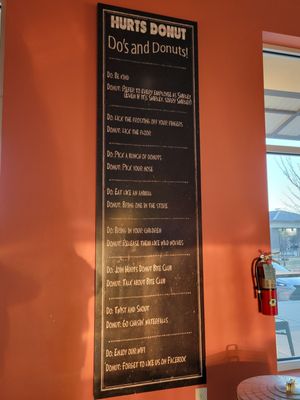 HURTS DONUT
Do's and Donuts!
Do: Be kind
Donut: Refer to every employee as Shirley
(even if it's Shirley. Sorry Shirley)
Do: Lick the frosting off your fingers
Donut: Lick the floor
Do: Pick a bunch of donuts
Donut: Pick your nose
Do: Eat like an animal
Donut: Bring one in the store
Do: Bring in your children
Donut: Release them like wild hounds
Do: Join Hurts Donut Bite Club
Donut: Talk about Bite Club
Do: Twist and Shout
Donut: Go chasin' waterfalls
Do: Enjoy our wifi
Donut: Forget to like us on Facebook